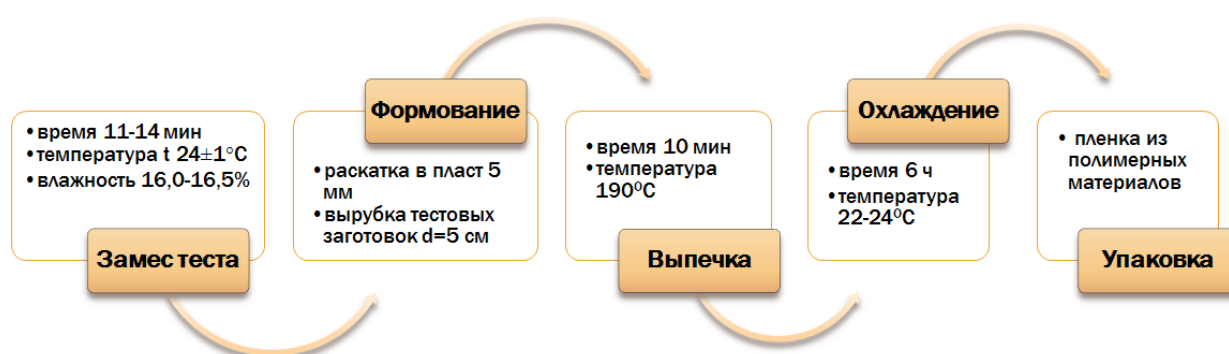 • время 11-14 мин
• температура t 24±1°С
• влажность 16,0-16,5%
Замес теста
Формование
• раскатка в пласт 5
мм
• вырубка тестовых
заготовок d=5 см
• время 10 мин
• температура
190⁰С
Выпечка
Охлаждение
• время 6 ч
• температура
22-24⁰С
• пленка из
полимерных
материалов
Упаковка